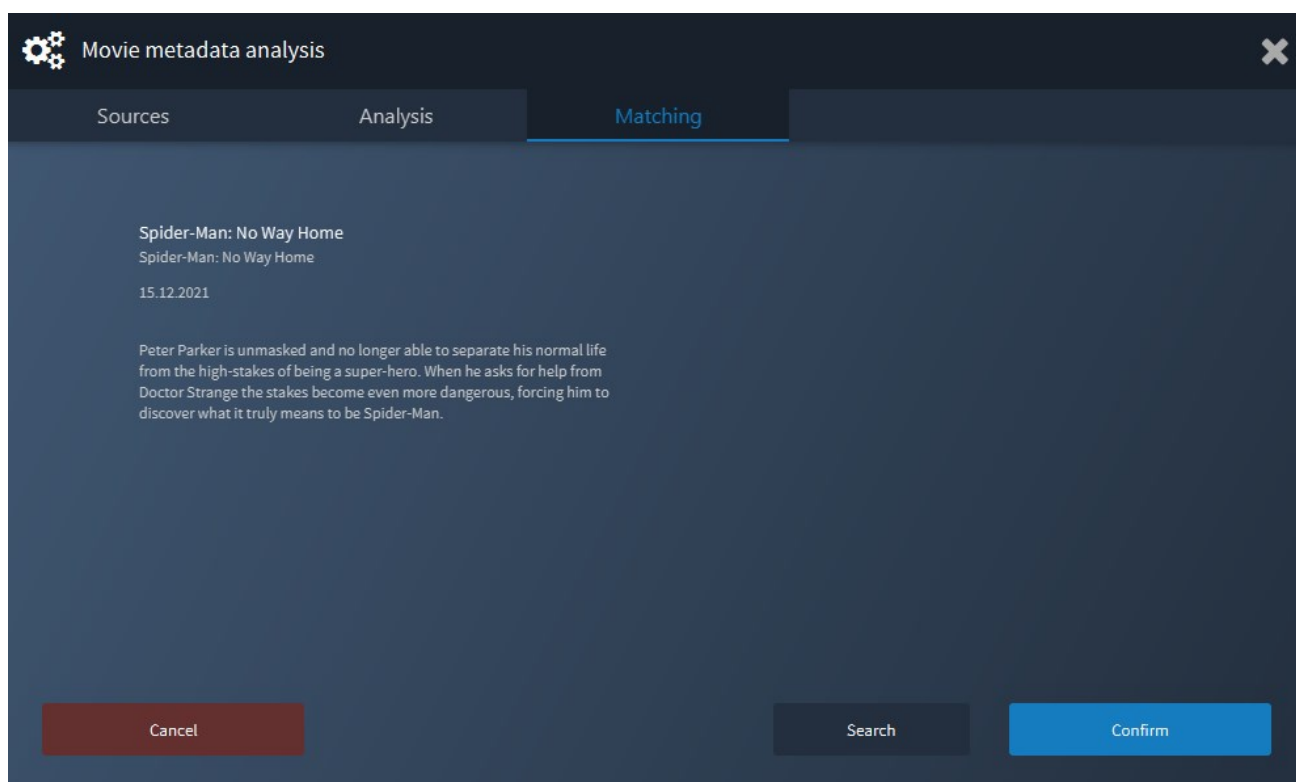 Movie metadata analysis
Sources Analysis Matching
Spider-Man: No Way Home
Spider-Man: No Way Home
15.12.2021
Peter Parker is unmasked and no longer able to separate his normal life
from the high-stakes of being a super-hero. When he asks for help from
Doctor Strange the stakes become even more dangerous, forcing him to
discover what it truly means to be Spider-Man.
Cancel Search Confirm